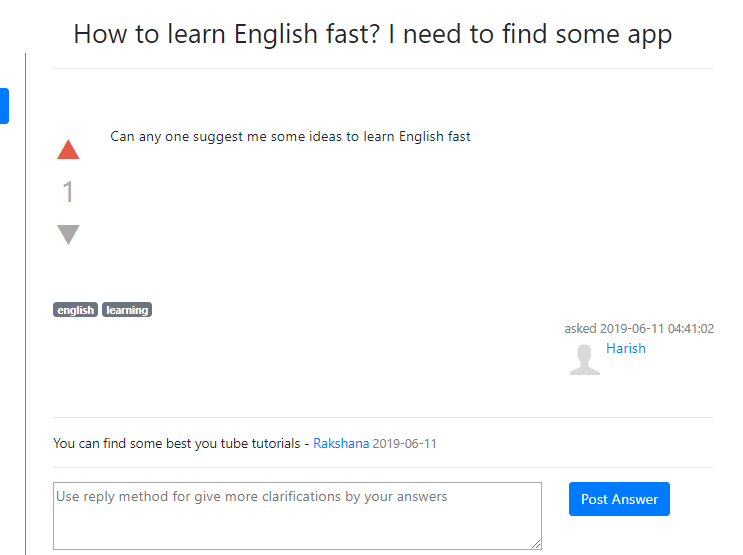 How to learn English fast? I need to find some app
Can any one suggest me some ideas to learn English fast
1
english learning
asked 2019-06-11 04:41:02
Harish
You can find some best you tube tutorials - Rakshana 2019-06-11
Use reply method for give more clarifications by your answers
Post Answer